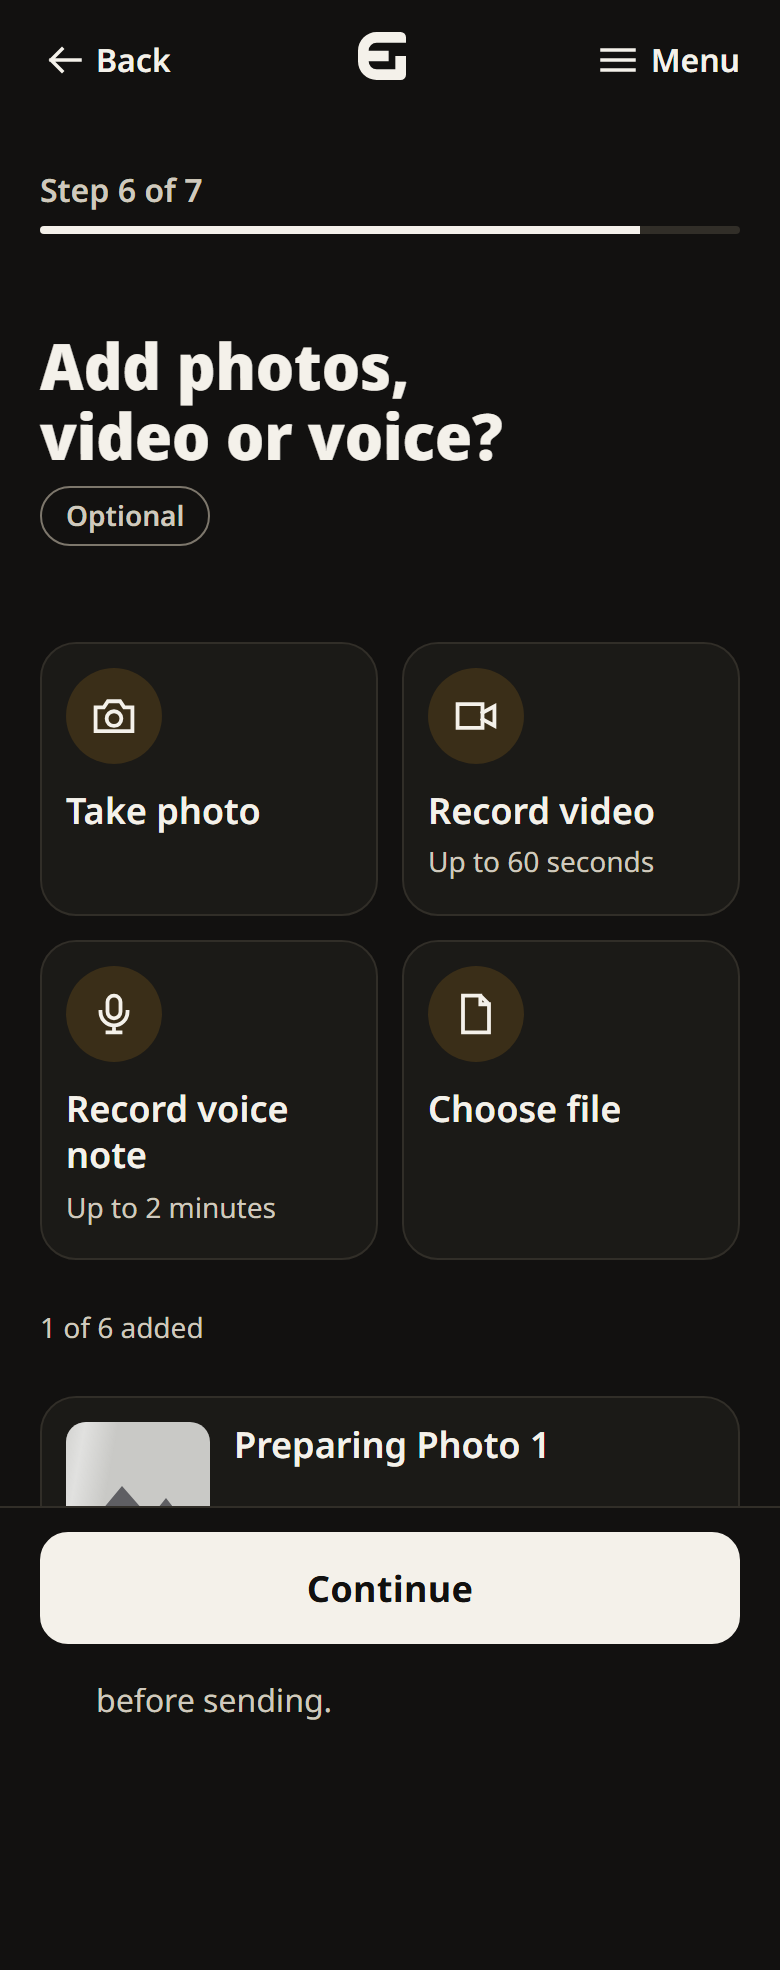 Back
Menu
Step 6 of 7
Add photos,
video or voice?
Optional
Take photo
Record video
Up to 60 seconds
Record voice
note
Up to 2 minutes
Choose file
1 of 6 added
Preparing Photo 1
Continue
before sending.